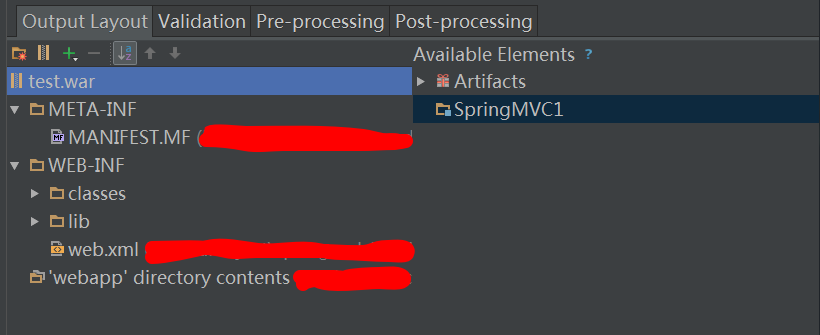 Output Layout Validation Pre-processing Post-processing
Available Elements ?
test.war
Artifacts
META-INF
SpringMVC1
MANIFEST.MF (
WEB-INF
classes
lib
web.xml
'webapp' directory contents